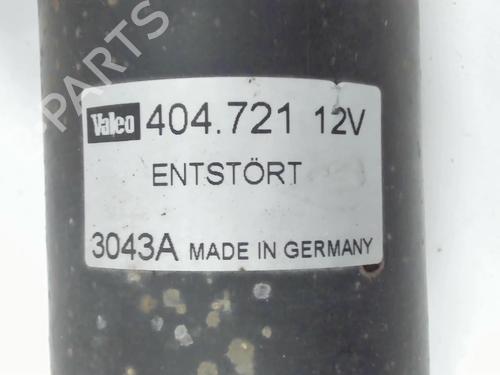 PARTS
Valeo 404.721 12V
ENTSTÖRT
3043A MADE IN GERMANY